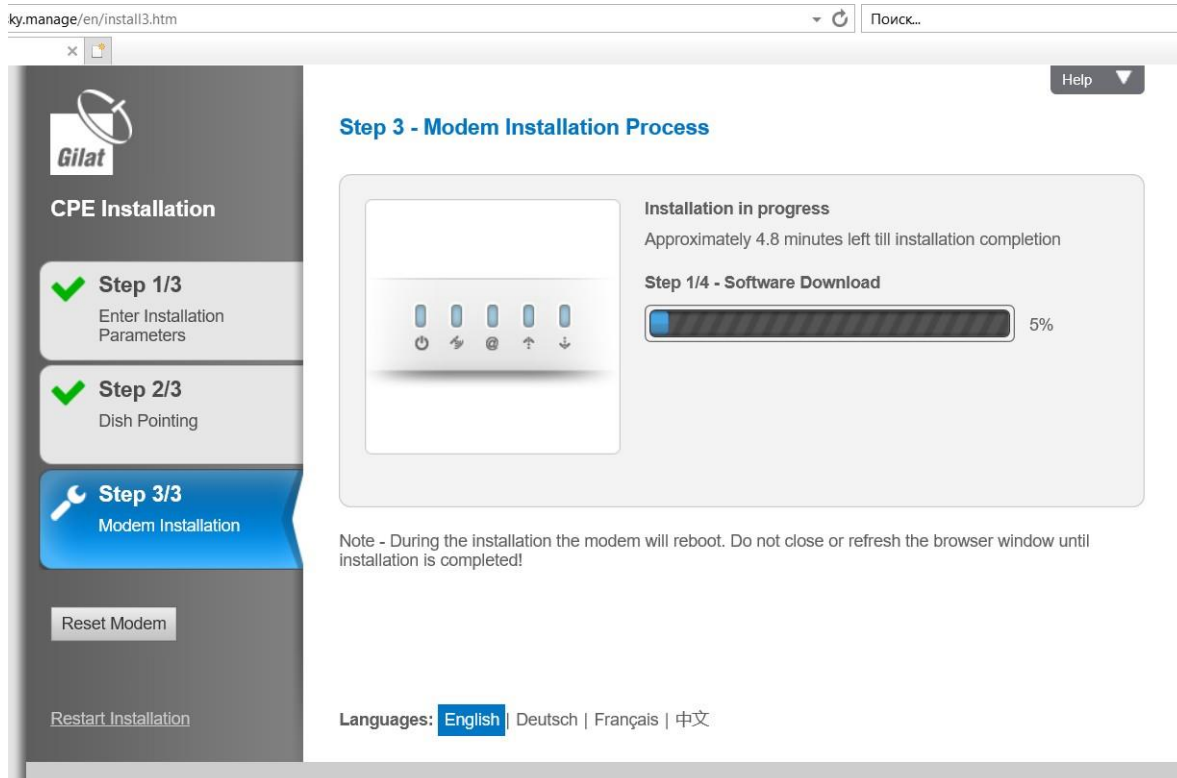 ky.manage/en/install3.htm
Поиск...
Help
Gilat
CPE Installation
Step 1/3
Enter Installation
Parameters
Step 2/3
Dish Pointing
Step 3/3
Modem Installation
Reset Modem
Restart Installation
Step 3 - Modem Installation Process
Installation in progress
Approximately 4.8 minutes left till installation completion
Step 1/4 - Software Download
5%
@
Note - During the installation the modem will reboot. Do not close or refresh the browser window until
installation is completed!
Languages: English | Deutsch | Français | 中文